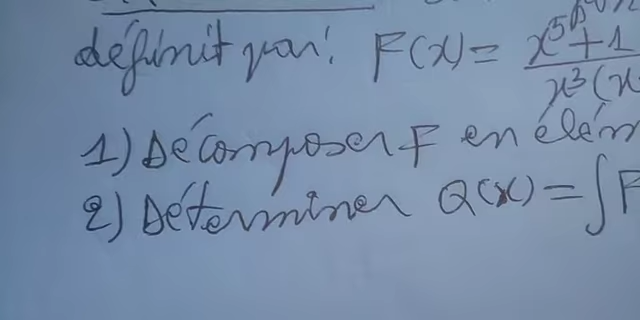 définit par: F(x) = x⁵+1 / x³(x
1) Décomposer F en élém
2) Déterminer Q(x) = ∫F